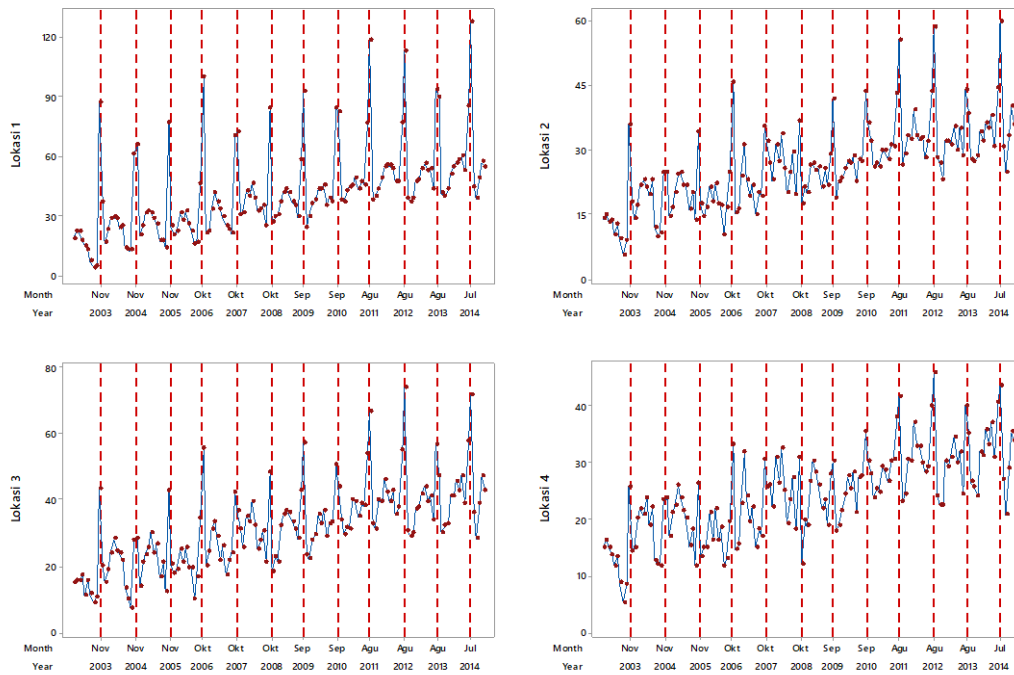 Lokasi 1
120
90
60
30
0
Month Nov Nov Nov Okt Okt Okt Sep Sep Agu Agu Agu Jul
Year 2003 2004 2005 2006 2007 2008 2009 2010 2011 2012 2013 2014
Lokasi 2
60
45
30
15
0
Month Nov Nov Nov Okt Okt Okt Sep Sep Agu Agu Agu Jul
Year 2003 2004 2005 2006 2007 2008 2009 2010 2011 2012 2013 2014
Lokasi 3
80
60
40
20
0
Month Nov Nov Nov Okt Okt Okt Sep Sep Agu Agu Agu Jul
Year 2003 2004 2005 2006 2007 2008 2009 2010 2011 2012 2013 2014
Lokasi 4
40
30
20
10
0
Month Nov Nov Nov Okt Okt Okt Sep Sep Agu Agu Agu Jul
Year 2003 2004 2005 2006 2007 2008 2009 2010 2011 2012 2013 2014